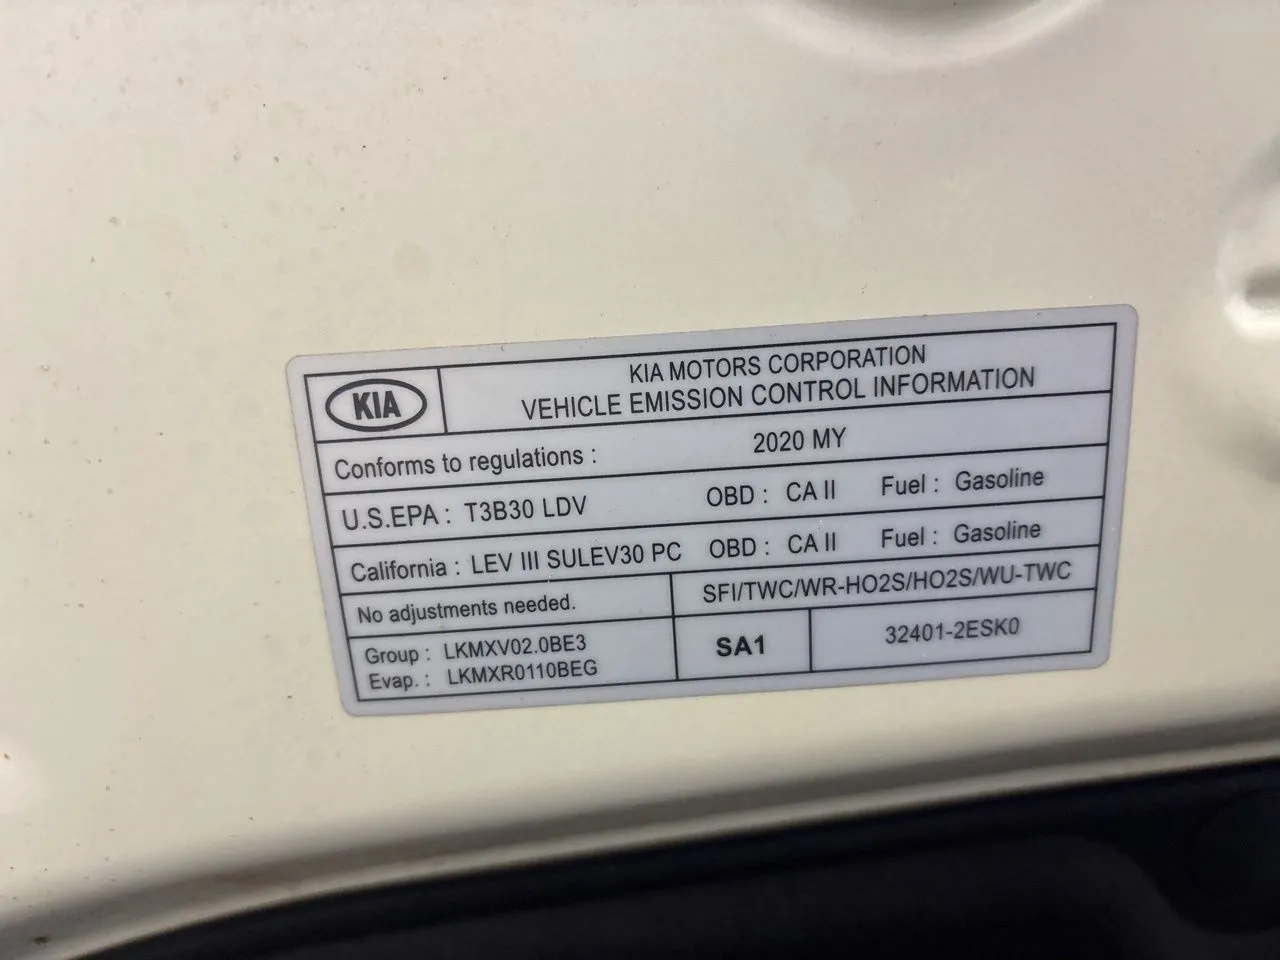 KIA
KIA MOTORS CORPORATION
VEHICLE EMISSION CONTROL INFORMATION
Conforms to regulations : 2020 MY
U.S.EPA : T3B30 LDV OBD : CA II Fuel : Gasoline
California : LEV III SULEV30 PC OBD : CA II Fuel : Gasoline
No adjustments needed. SFI/TWC/WR-HO2S/HO2S/WU-TWC
Group : LKMXV02.0BE3
Evap. : LKMXR0110BEG
SA1
32401-2ESK0